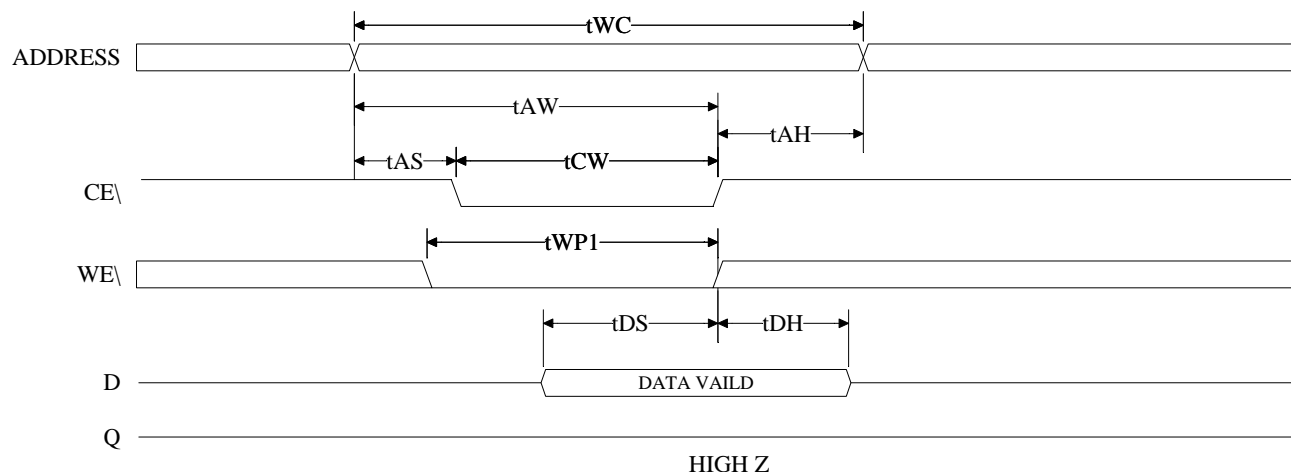 tWC
ADDRESS
tAW
tAH
tAS
tCW
CE\
tWP1
WE\
tDS
tDH
D
DATA VAILD
Q
HIGH Z